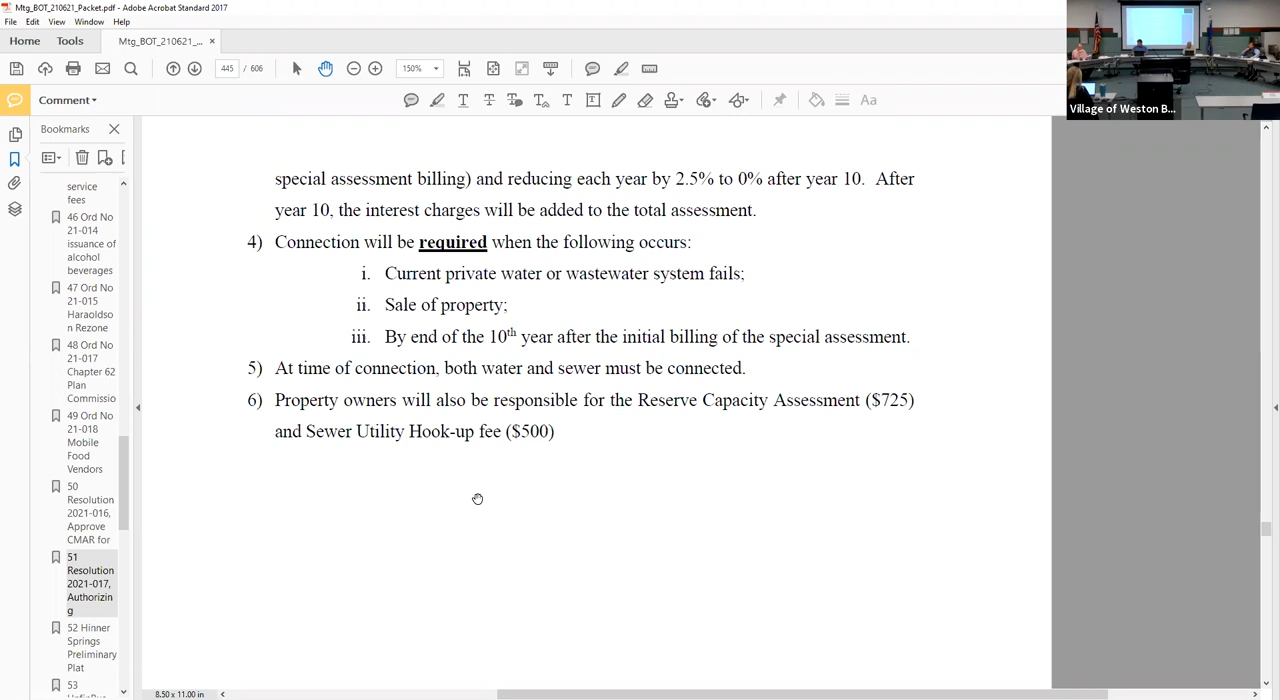 Mtg_BOT_210621_Packet.pdf - Adobe Acrobat Standard 2017
File Edit View Window Help
Home Tools Mtg_BOT_210621_... ×
445 / 606 150%
Comment
Aa
Bookmarks
service
fees
46 Ord No
21-014
issuance of
alcohol
beverages
47 Ord No
21-015
Haraoldso
n Rezone
48 Ord No
21-017
Chapter 62
Plan
Commissio
49 Ord No
21-018
Mobile
Food
Vendors
50
Resolution
2021-016,
Approve
CMAR for
51
Resolution
2021-017,
Authorizin
g
52 Hinner
Springs
Preliminary
Plat
53
special assessment billing) and reducing each year by 2.5% to 0% after year 10. After
year 10, the interest charges will be added to the total assessment.
4) Connection will be required when the following occurs:
i. Current private water or wastewater system fails;
ii. Sale of property;
iii. By end of the 10th year after the initial billing of the special assessment.
5) At time of connection, both water and sewer must be connected.
6) Property owners will also be responsible for the Reserve Capacity Assessment ($725)
and Sewer Utility Hook-up fee ($500)
8.50 x 11.00 in
Village of Weston B...